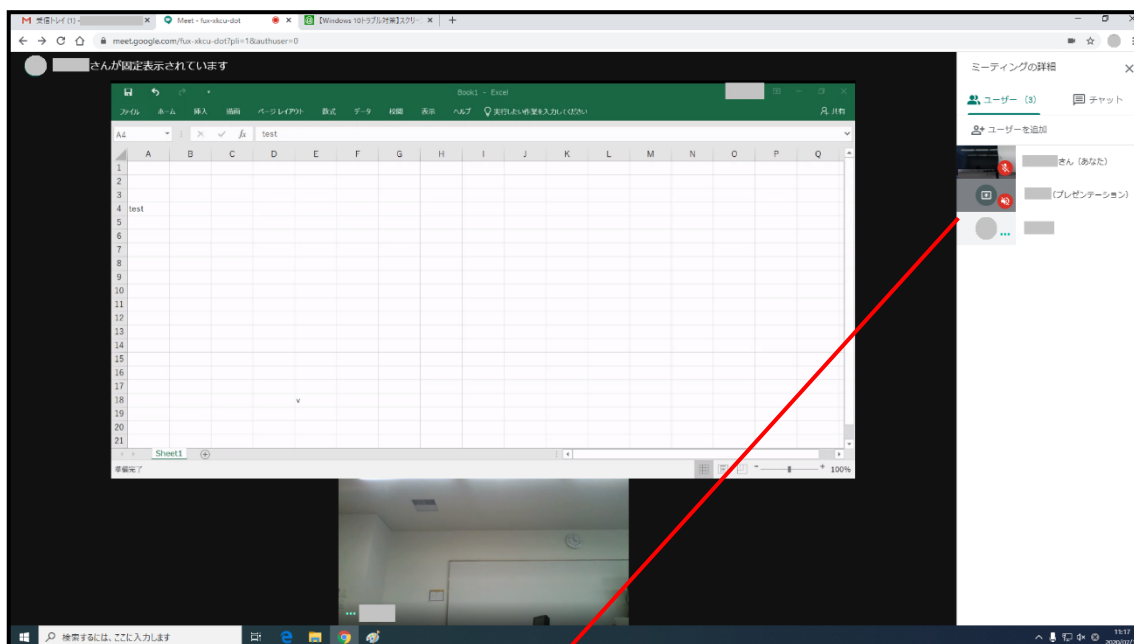 受信トレイ (1) -
Meet - fux-xkcu-dot
【Windows 10トラブル対策】スクリー
meet.google.com/fux-xkcu-dot?pli=1&authuser=0
さんが固定表示されています
ミーティングの詳細
ユーザー (3)
チャット
ユーザーを追加
さん (あなた)
(プレゼンテーション)
Book1 - Excel
ファイル ホーム 挿入 描画 ページ レイアウト 数式 データ 校閲 表示 ヘルプ 実行したい作業を入力してください 共有
A4 fx test
A B C D E F G H I J K L M N O P Q
1
2
3
4 test
5
6
7
8
9
10
11
12
13
14
15
16
17
18 v
19
20
21
Sheet1
準備完了 100%
検索するには、ここに入力します
11:17